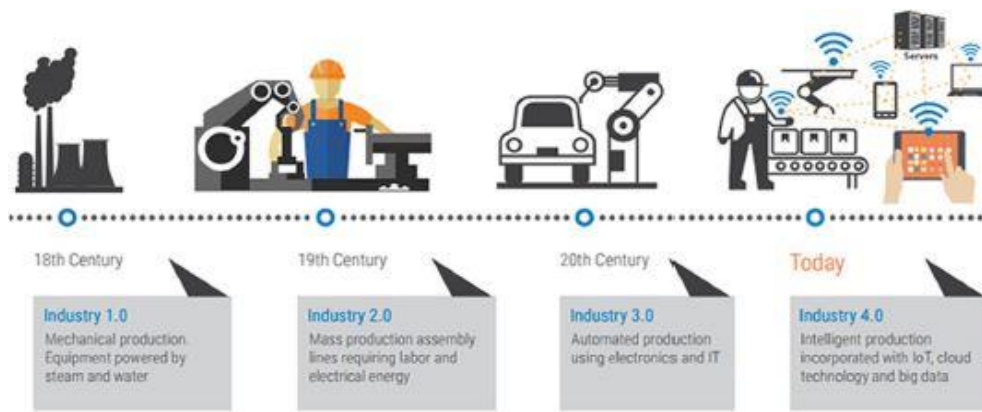 Servers
18th Century
Industry 1.0
Mechanical production.
Equipment powered by
steam and water
19th Century
Industry 2.0
Mass production assembly
lines requiring labor and
electrical energy
20th Century
Industry 3.0
Automated production
using electronics and IT
Today
Industry 4.0
Intelligent production
incorporated with IoT, cloud
technology and big data